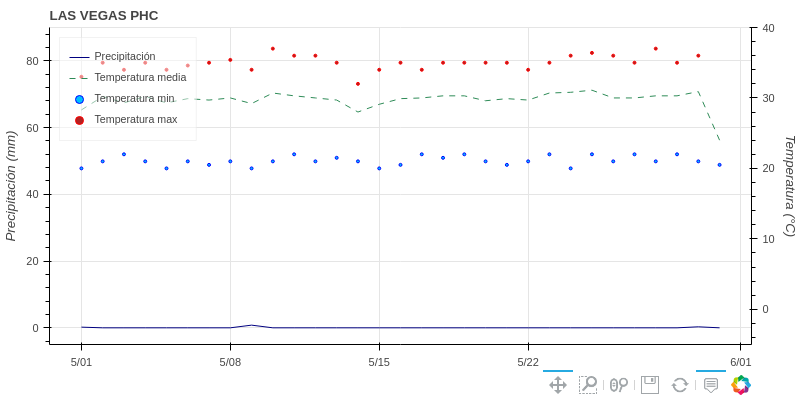 LAS VEGAS PHC
Precipitación
Temperatura media
Temperatura min
Temperatura max
Precipitación (mm)
80
60
40
20
0
Temperatura (°C)
40
30
20
10
0
5/01
5/08
5/15
5/22
6/01